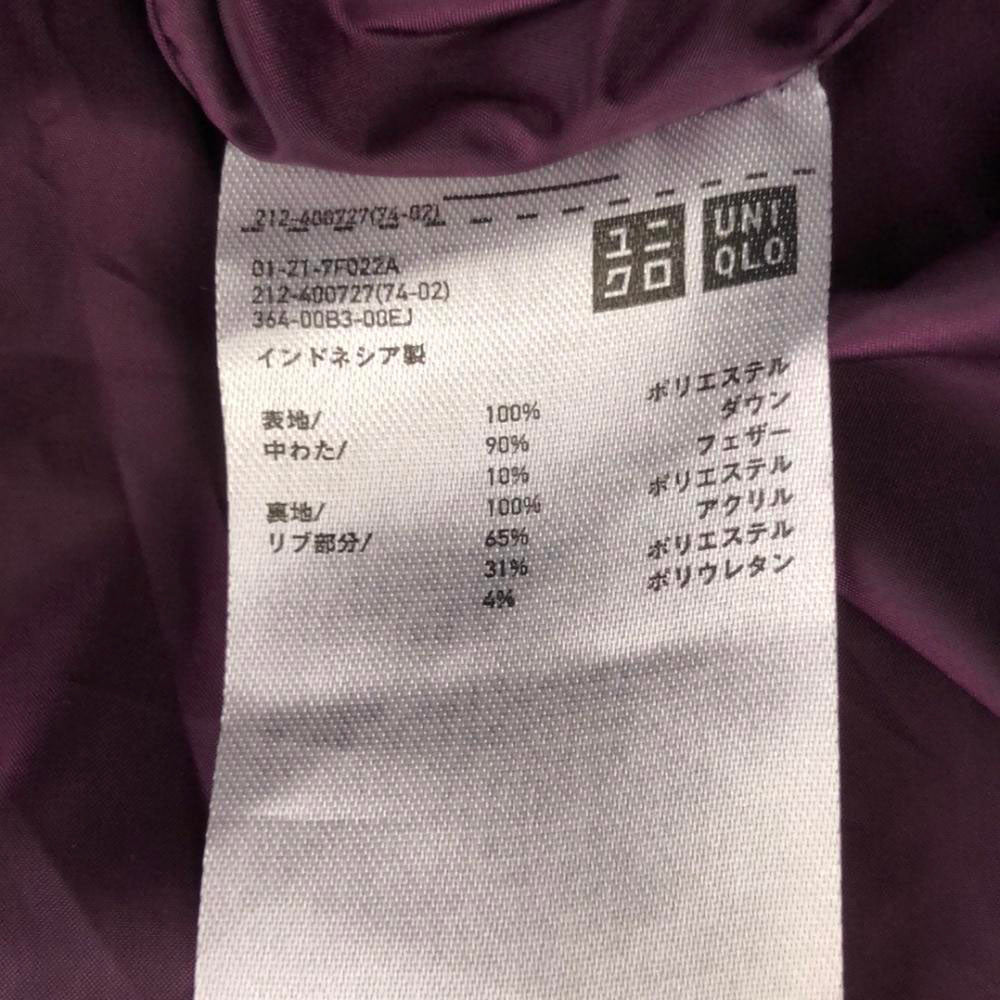 212-400727(74-02)
ユニクロ
UNIQLO
01-21-7F022A
212-400727(74-02)
364-00B3-00EJ
インドネシア製
表地/ 100% ポリエステル
中わた/ 90% ダウン
10% フェザー
裏地/ 100% ポリエステル
リブ部分/ 65% アクリル
31% ポリエステル
4% ポリウレタン